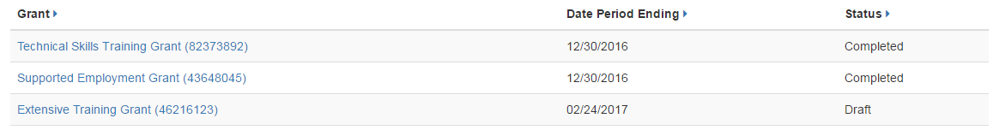 Grant Date Period Ending Status
Technical Skills Training Grant (82373892) 12/30/2016 Completed
Supported Employment Grant (43648045) 12/30/2016 Completed
Extensive Training Grant (46216123) 02/24/2017 Draft